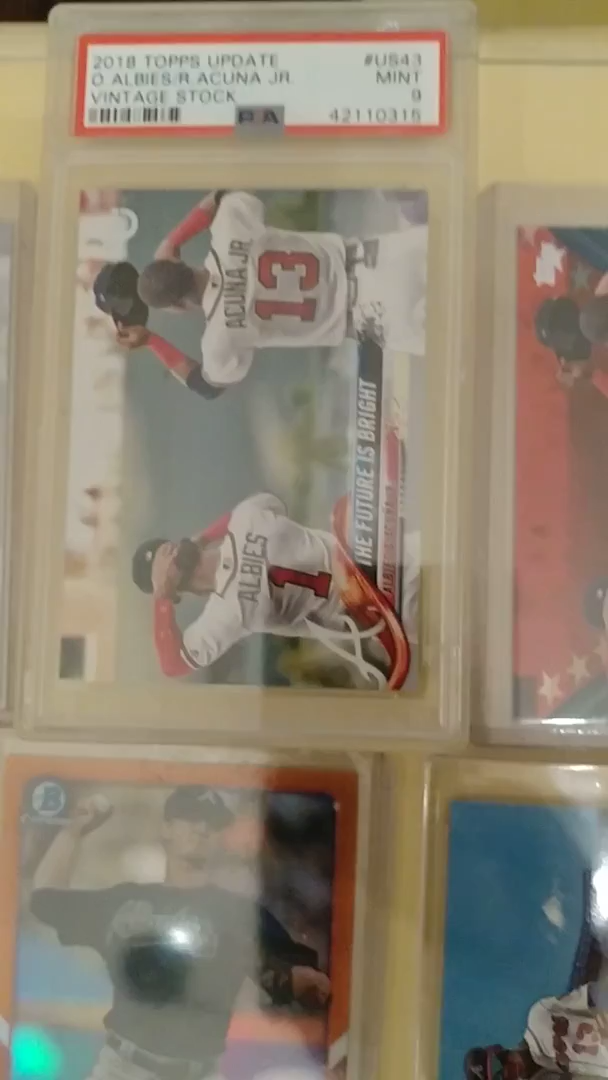 2018 TOPPS UPDATE #US43
O ALBIES/R.ACUNA JR. MINT
VINTAGE STOCK 9
PSA 42110315
ACUNA JR
13
THE FUTURE IS BRIGHT
ALBIES
1